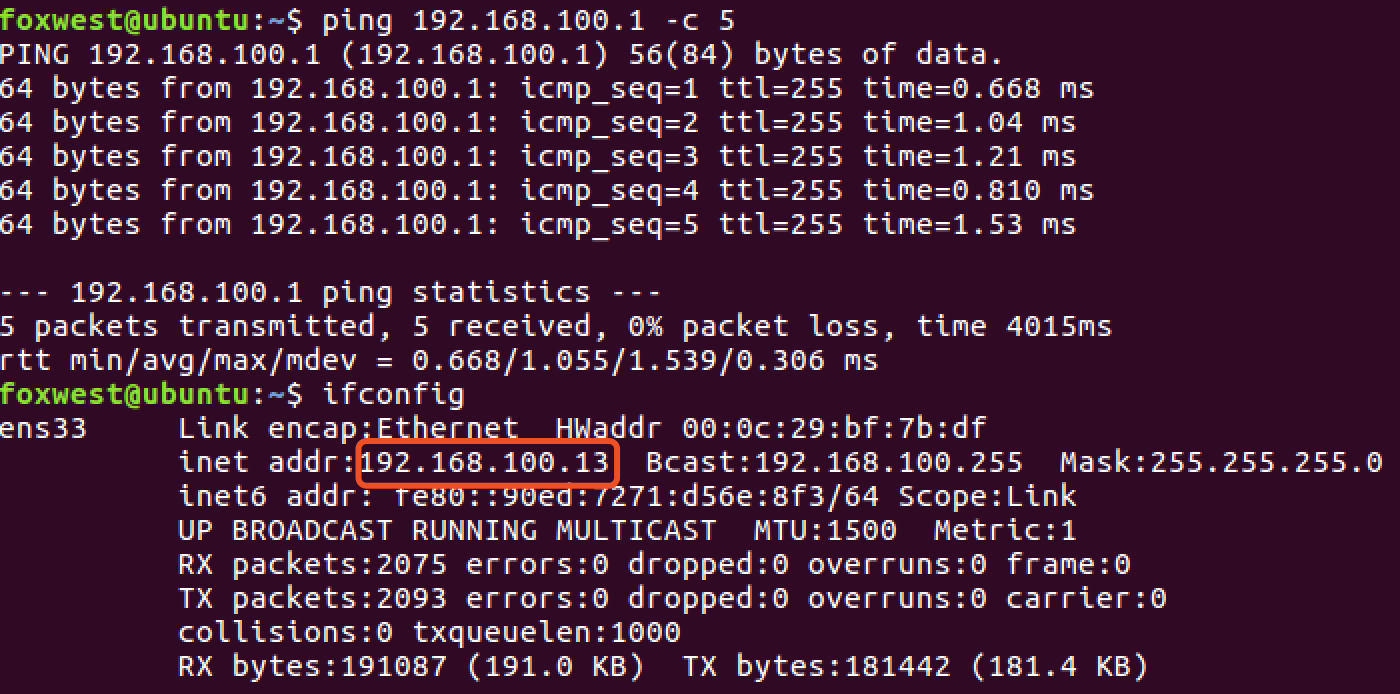 foxwest@ubuntu:~$ ping 192.168.100.1 -c 5
PING 192.168.100.1 (192.168.100.1) 56(84) bytes of data.
64 bytes from 192.168.100.1: icmp_seq=1 ttl=255 time=0.668 ms
64 bytes from 192.168.100.1: icmp_seq=2 ttl=255 time=1.04 ms
64 bytes from 192.168.100.1: icmp_seq=3 ttl=255 time=1.21 ms
64 bytes from 192.168.100.1: icmp_seq=4 ttl=255 time=0.810 ms
64 bytes from 192.168.100.1: icmp_seq=5 ttl=255 time=1.53 ms
--- 192.168.100.1 ping statistics ---
5 packets transmitted, 5 received, 0% packet loss, time 4015ms
rtt min/avg/max/mdev = 0.668/1.055/1.539/0.306 ms
foxwest@ubuntu:~$ ifconfig
ens33 Link encap:Ethernet HWaddr 00:0c:29:bf:7b:df
inet addr:192.168.100.13 Bcast:192.168.100.255 Mask:255.255.255.0
inet6 addr: fe80::90ed:7271:d56e:8f3/64 Scope:Link
UP BROADCAST RUNNING MULTICAST MTU:1500 Metric:1
RX packets:2075 errors:0 dropped:0 overruns:0 frame:0
TX packets:2093 errors:0 dropped:0 overruns:0 carrier:0
collisions:0 txqueuelen:1000
RX bytes:191087 (191.0 KB) TX bytes:181442 (181.4 KB)